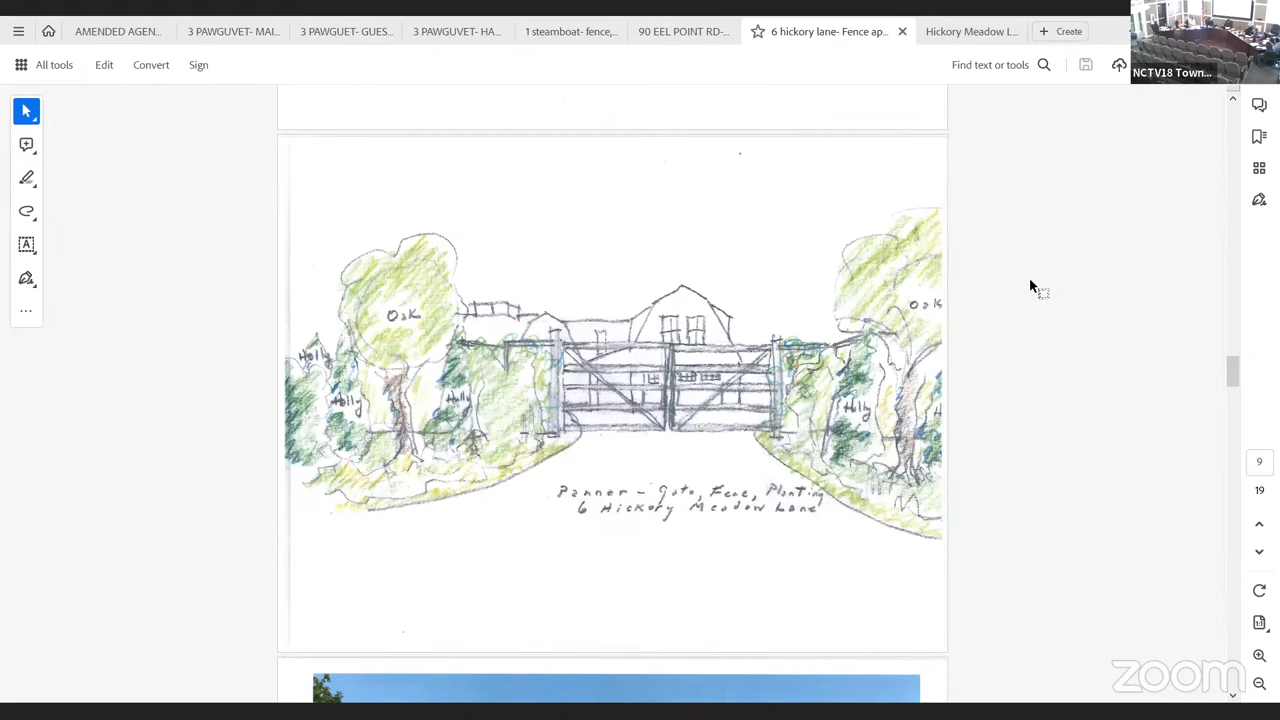 AMENDED AGEN...
3 PAWGUVET- MAI...
3 PAWGUET- GUES...
3 PAWGUVET- HA...
1 steamboat- fence,...
90 EEL POINT RD-...
6 hickory lane- Fence ap...
Hickory Meadow L...
Create
NCTV18 Town...
All tools
Edit
Convert
Sign
Find text or tools
Oak
Oak
Holly
Holly
Holly
Holly
H
Panner - Gate, Fence, Planting
6 Hickory Meadow Lane
9
19
zoom